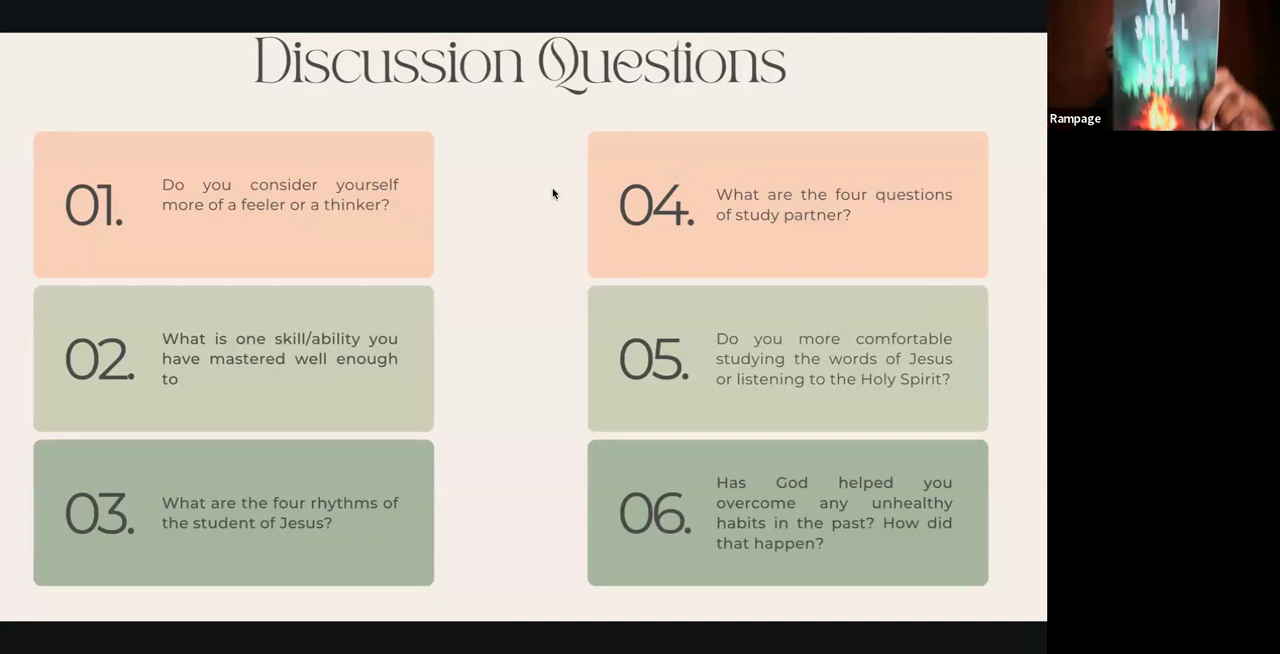 Discussion Questions
01.
Do you consider yourself
more of a feeler or a thinker?
02.
What is one skill/ability you
have mastered well enough
to
03.
What are the four rhythms of
the student of Jesus?
04.
What are the four questions
of study partner?
05.
Do you more comfortable
studying the words of Jesus
or listening to the Holy Spirit?
06.
Has God helped you
overcome any unhealthy
habits in the past? How did
that happen?
YOU
SMELL
LIKE
Rampage